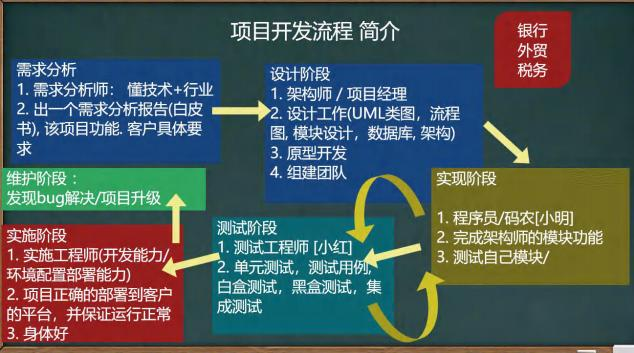 项目开发流程 简介
银行
外贸
税务
需求分析
1. 需求分析师： 懂技术+行业
2. 出一个需求分析报告(白皮
书), 该项目功能. 客户具体要
求
设计阶段
1. 架构师 / 项目经理
2. 设计工作(UML类图，流程
图, 模块设计，数据库, 架构)
3. 原型开发
4. 组建团队
实现阶段
1. 程序员/码农[小明]
2. 完成架构师的模块功能
3. 测试自己模块/
测试阶段
1. 测试工程师 [小红]
2. 单元测试，测试用例,
白盒测试，黑盒测试，集
成测试
实施阶段
1. 实施工程师(开发能力/
环境配置部署能力)
2. 项目正确的部署到客户
的平台，并保证运行正常
3. 身体好
维护阶段：
发现bug解决/项目升级